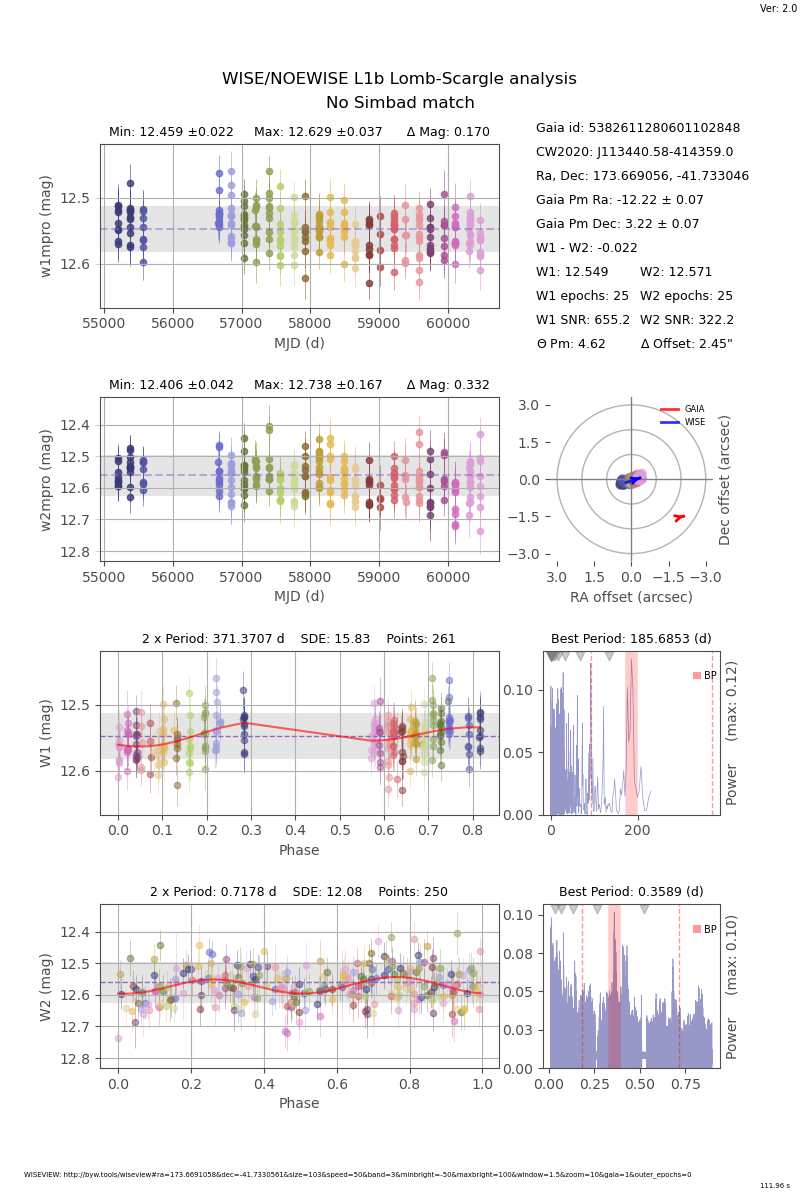 Ver: 2.0
WISE/NOEWISE L1b Lomb-Scargle analysis
No Simbad match
Min: 12.459 ±0.022 Max: 12.629 ±0.037 Δ Mag: 0.170
w1mpro (mag)
12.5
12.6
55000 56000 57000 58000 59000 60000
MJD (d)
Gaia id: 5382611280601102848
CW2020: J113440.58-414359.0
Ra, Dec: 173.669056, -41.733046
Gaia Pm Ra: -12.22 ± 0.07
Gaia Pm Dec: 3.22 ± 0.07
W1 - W2: -0.022
W1: 12.549 W2: 12.571
W1 epochs: 25 W2 epochs: 25
W1 SNR: 655.2 W2 SNR: 322.2
Θ Pm: 4.62 Δ Offset: 2.45"
Min: 12.406 ±0.042 Max: 12.738 ±0.167 Δ Mag: 0.332
w2mpro (mag)
12.4
12.5
12.6
12.7
12.8
55000 56000 57000 58000 59000 60000
MJD (d)
GAIA
WISE
3.0
1.5
0.0
−1.5
−3.0
3.0 1.5 0.0 −1.5 −3.0
RA offset (arcsec)
Dec offset (arcsec)
2 x Period: 371.3707 d SDE: 15.83 Points: 261
W1 (mag)
12.5
12.6
0.0 0.1 0.2 0.3 0.4 0.5 0.6 0.7 0.8
Phase
Best Period: 185.6853 (d)
BP
0.10
0.05
0.00
0 200
Power (max: 0.12)
2 x Period: 0.7178 d SDE: 12.08 Points: 250
W2 (mag)
12.4
12.5
12.6
12.7
12.8
0.0 0.2 0.4 0.6 0.8 1.0
Phase
Best Period: 0.3589 (d)
BP
0.10
0.08
0.05
0.03
0.00
0.00 0.25 0.50 0.75
Power (max: 0.10)
WISEVIEW: http://byw.tools/wiseview#ra=173.6691058&dec=-41.7330561&size=103&speed=50&band=3&minbright=-50&maxbright=100&window=1.5&zoom=10&gaia=1&outer_epochs=0
111.96 s